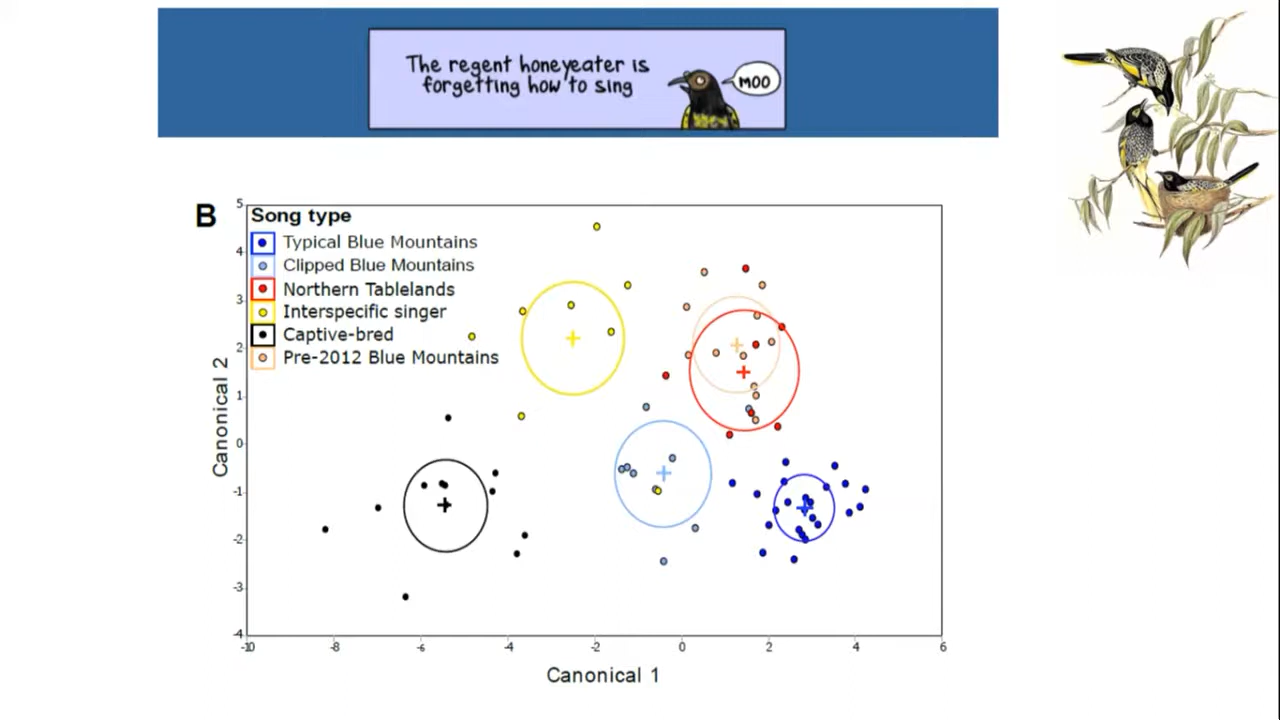 The regent honeyeater is
forgetting how to sing
MOO
B
Song type
Typical Blue Mountains
Clipped Blue Mountains
Northern Tablelands
Interspecific singer
Captive-bred
Pre-2012 Blue Mountains
Canonical 2
5
4
3
2
1
0
-1
-2
-3
-4
-10
-8
-6
-4
-2
0
2
4
6
Canonical 1